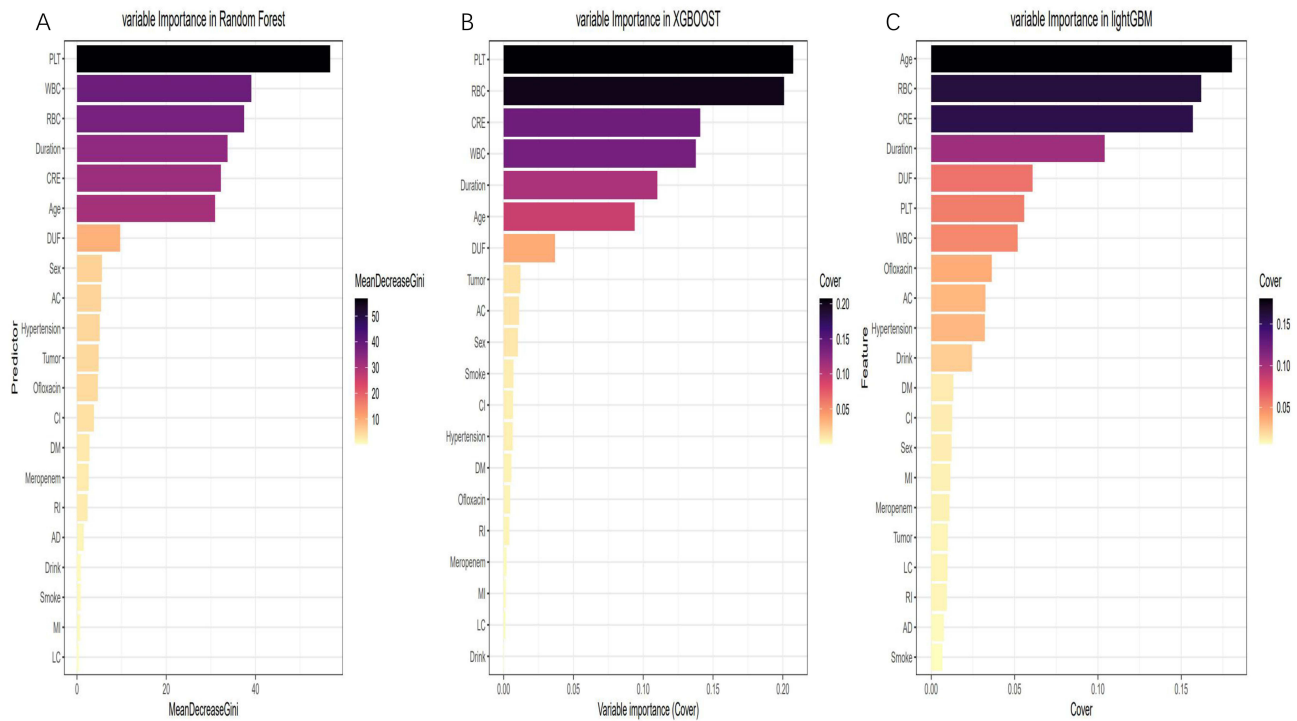 A
variable Importance in Random Forest
Predictor
PLT
WBC
RBC
Duration
CRE
Age
DUF
Sex
AC
Hypertension
Tumor
Ofloxacin
CI
DM
Meropenem
RI
AD
Drink
Smoke
MI
LC
0 20 40
MeanDecreaseGini
MeanDecreaseGini
50
40
30
20
10
B
variable Importance in XGBOOST
PLT
RBC
CRE
WBC
Duration
Age
DUF
Tumor
AC
Sex
Smoke
CI
Hypertension
DM
Ofloxacin
RI
Meropenem
MI
LC
Drink
0.00 0.05 0.10 0.15 0.20
Variable importance (Cover)
Cover
0.20
0.15
0.10
0.05
C
variable Importance in lightGBM
Feature
Age
RBC
CRE
Duration
DUF
PLT
WBC
Ofloxacin
AC
Hypertension
Drink
DM
CI
Sex
MI
Meropenem
Tumor
LC
RI
AD
Smoke
0.00 0.05 0.10 0.15
Cover
Cover
0.15
0.10
0.05